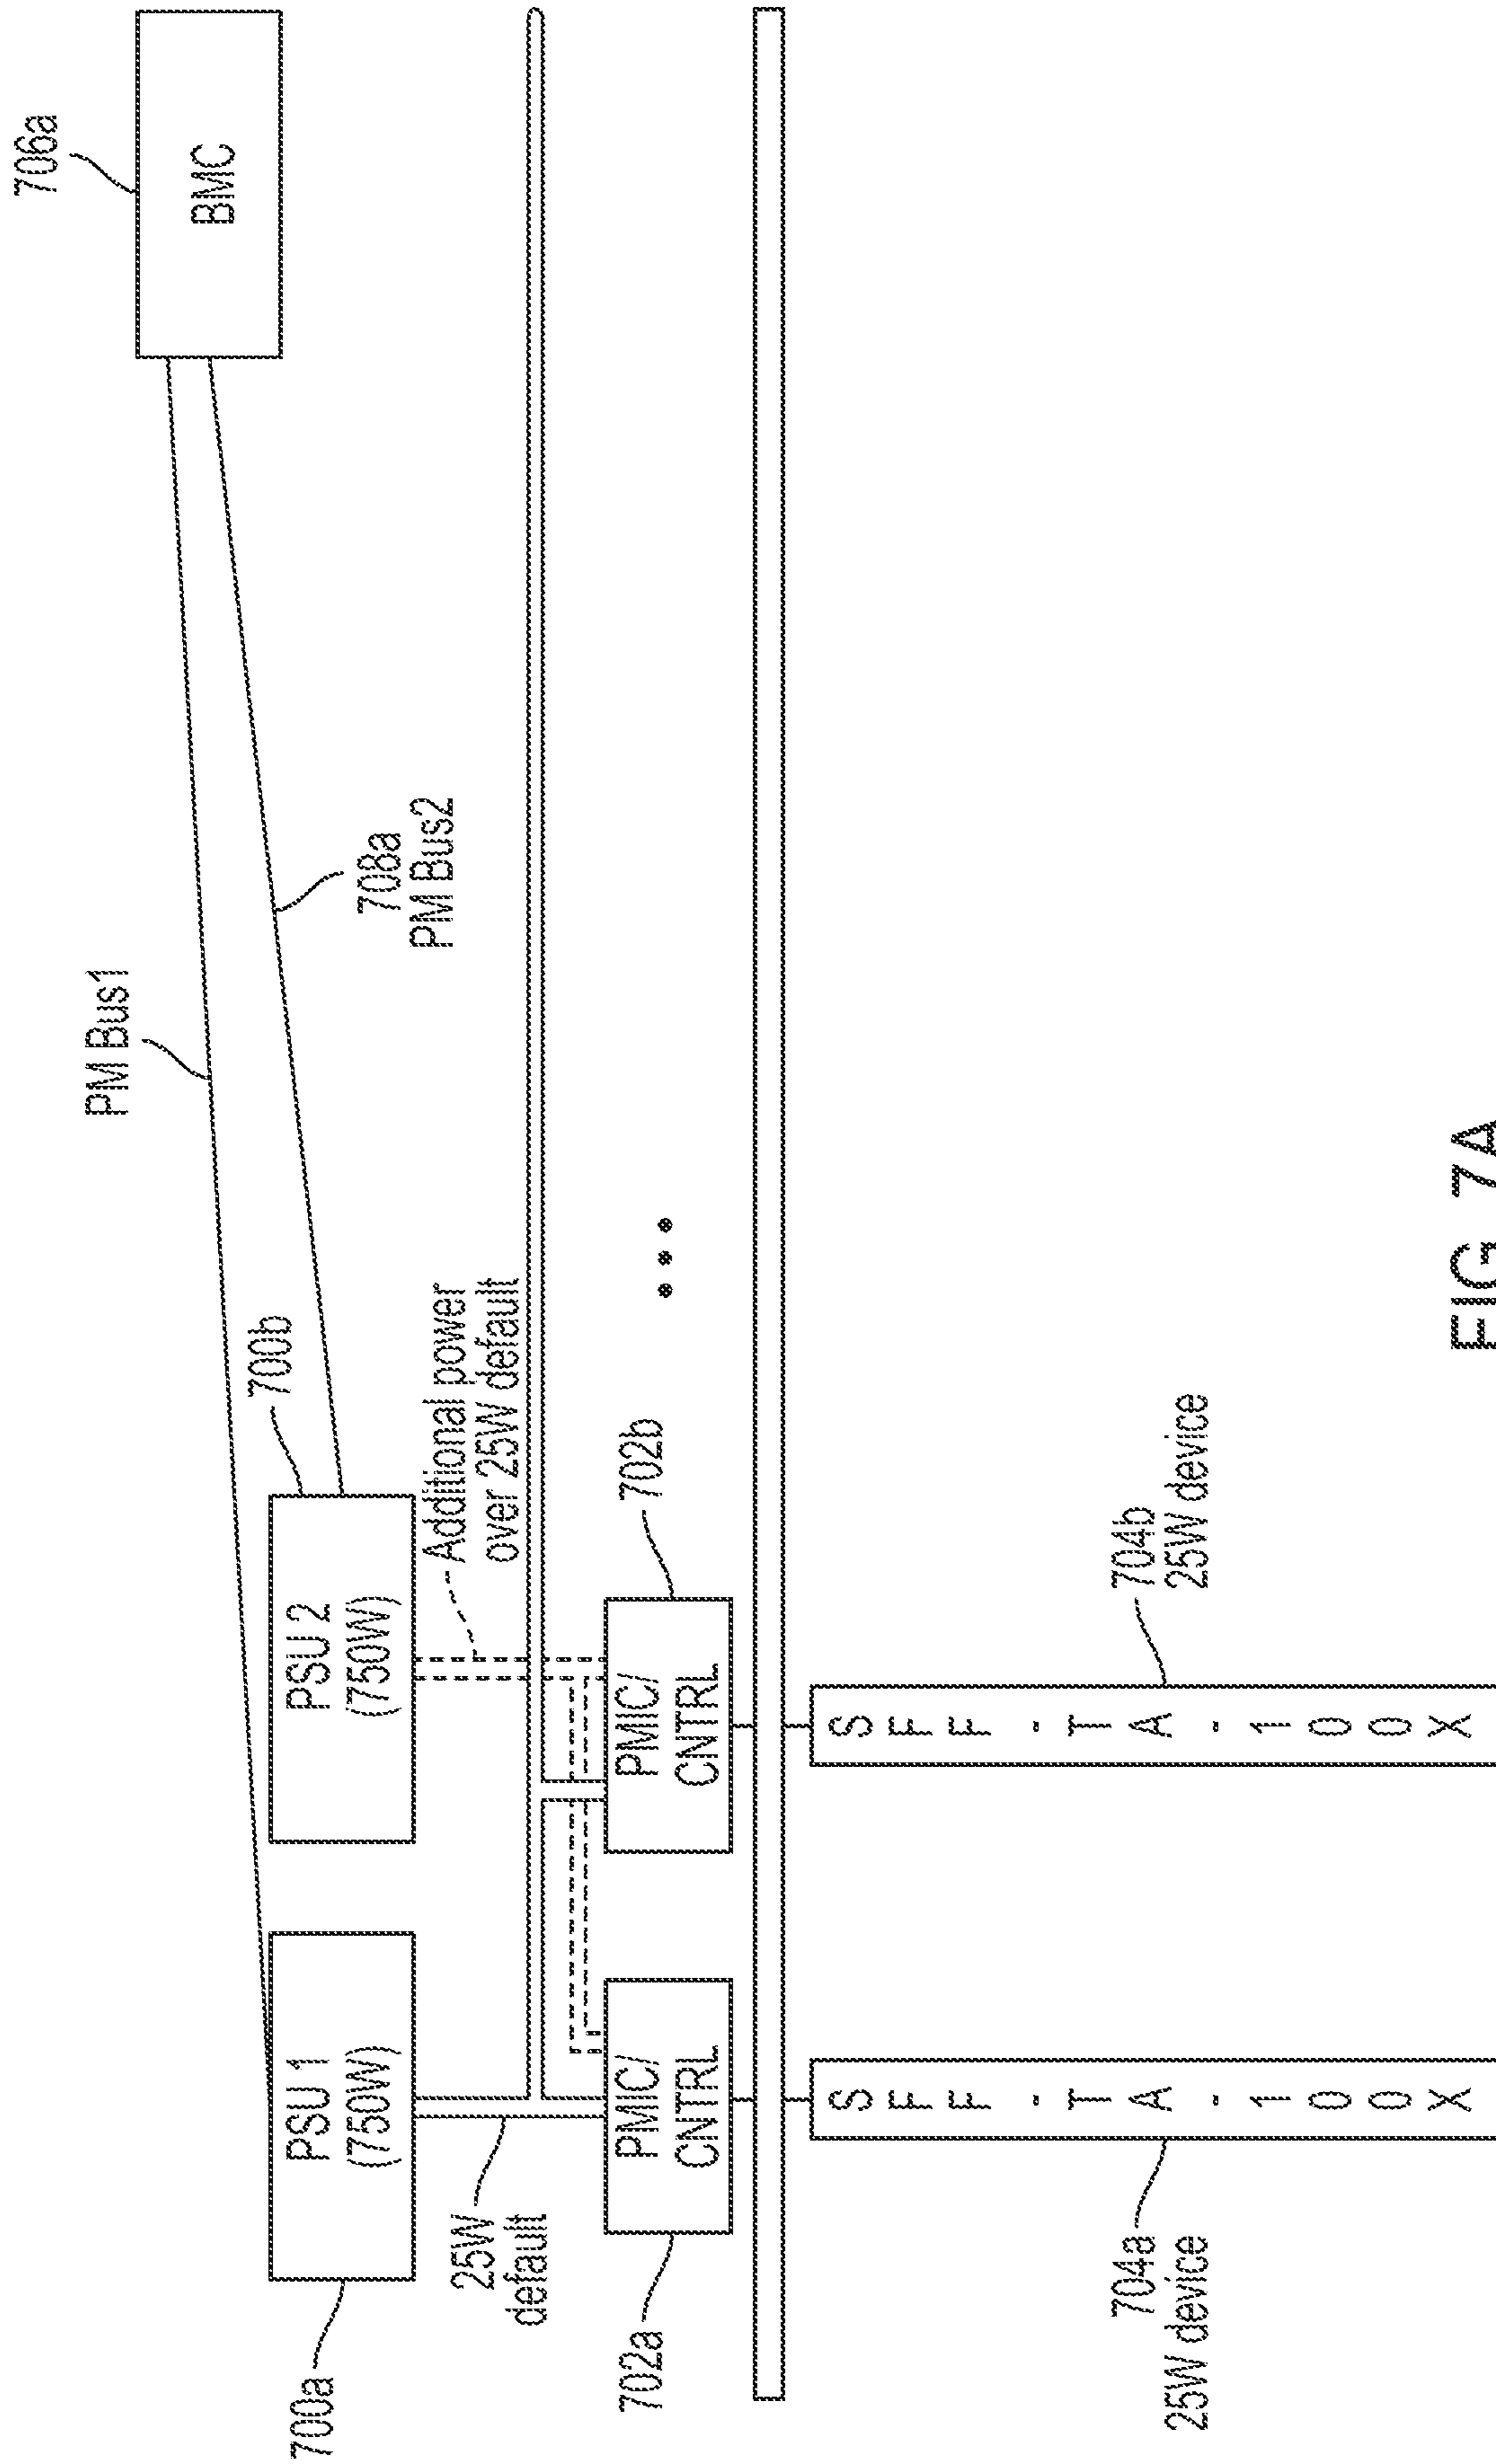 706a
BMC
PM Bus1
708a
PM Bus2
700a
PSU 1
(750W)
700b
PSU 2
(750W)
25W
default
Additional power
over 25W default
702a
PMIC/
CNTRL
702b
PMIC/
CNTRL
704a
25W device
SFF-TA-100X
704b
25W device
SFF-TA-100X
FIG. 7A